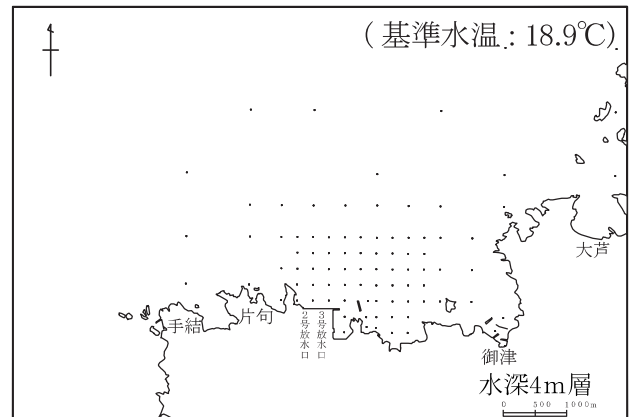 (基準水温：18.9℃)
大芦
片句
手結
2号放水口
3号放水口
御津
水深4m層
0 500 1000m